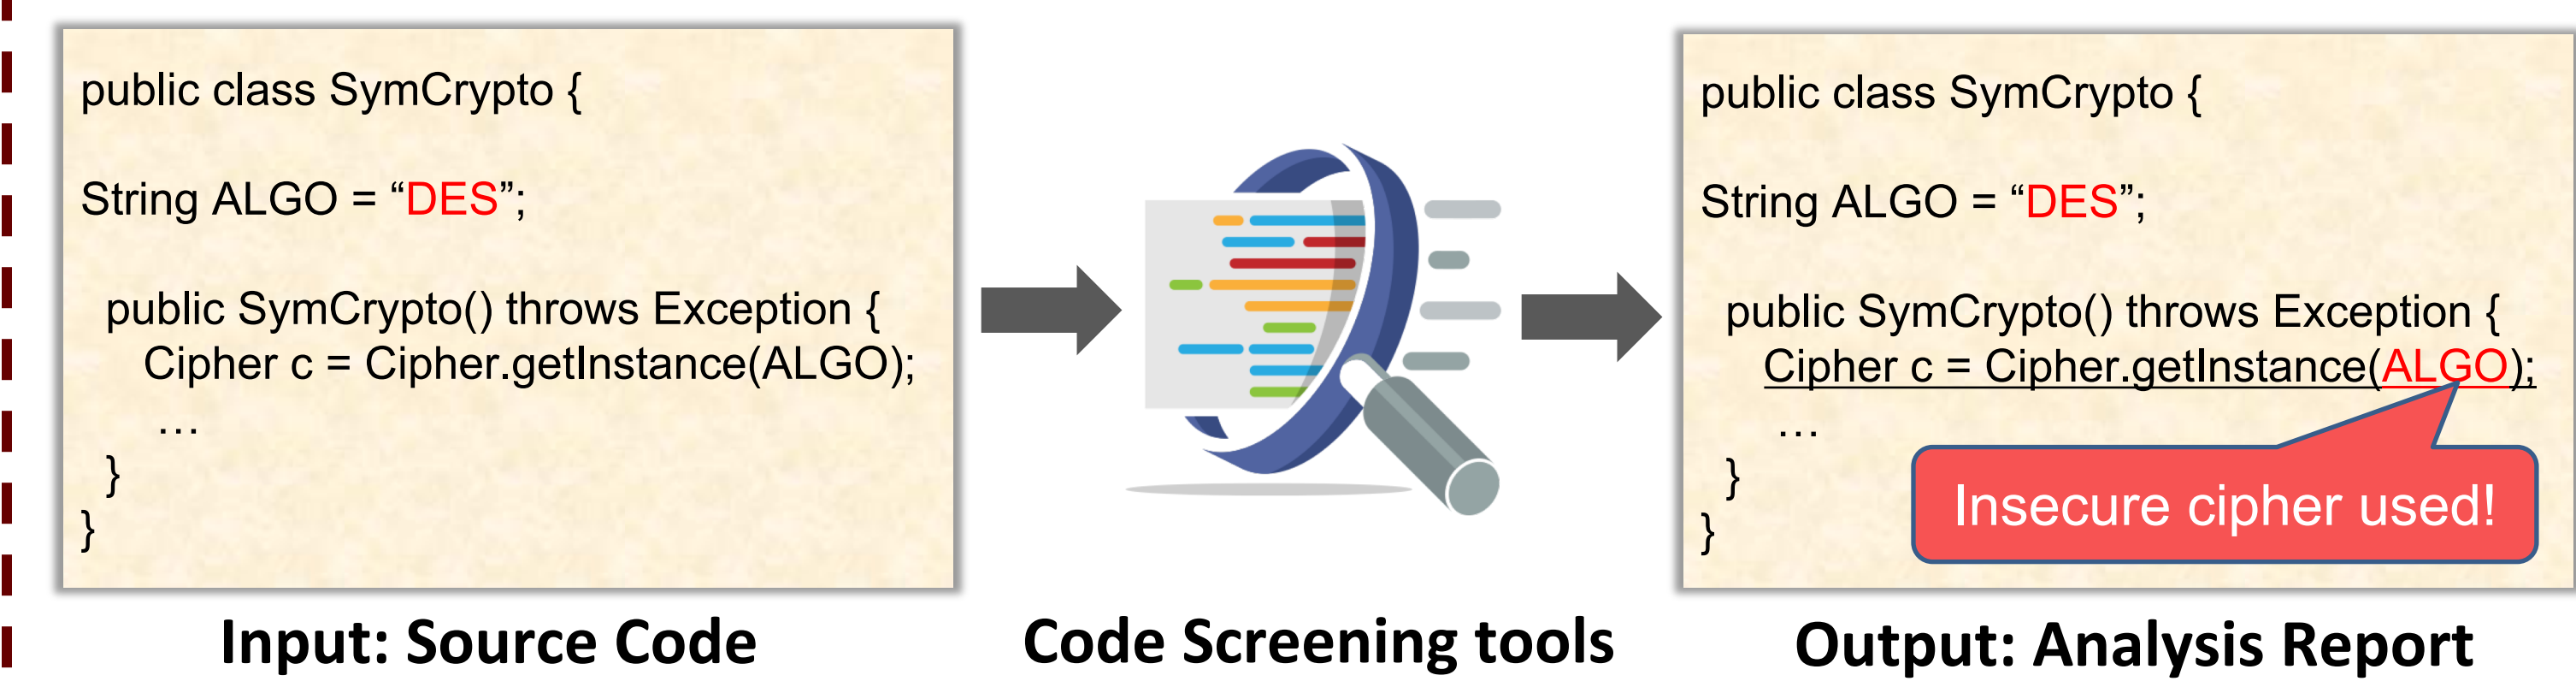 public class SymCrypto {
String ALGO = “DES”;
public SymCrypto() throws Exception {
Cipher c = Cipher.getInstance(ALGO);
…
}
}
Input: Source Code
Code Screening tools
public class SymCrypto {
String ALGO = “DES”;
public SymCrypto() throws Exception {
Cipher c = Cipher.getInstance(ALGO);
…
}
}
Insecure cipher used!
Output: Analysis Report